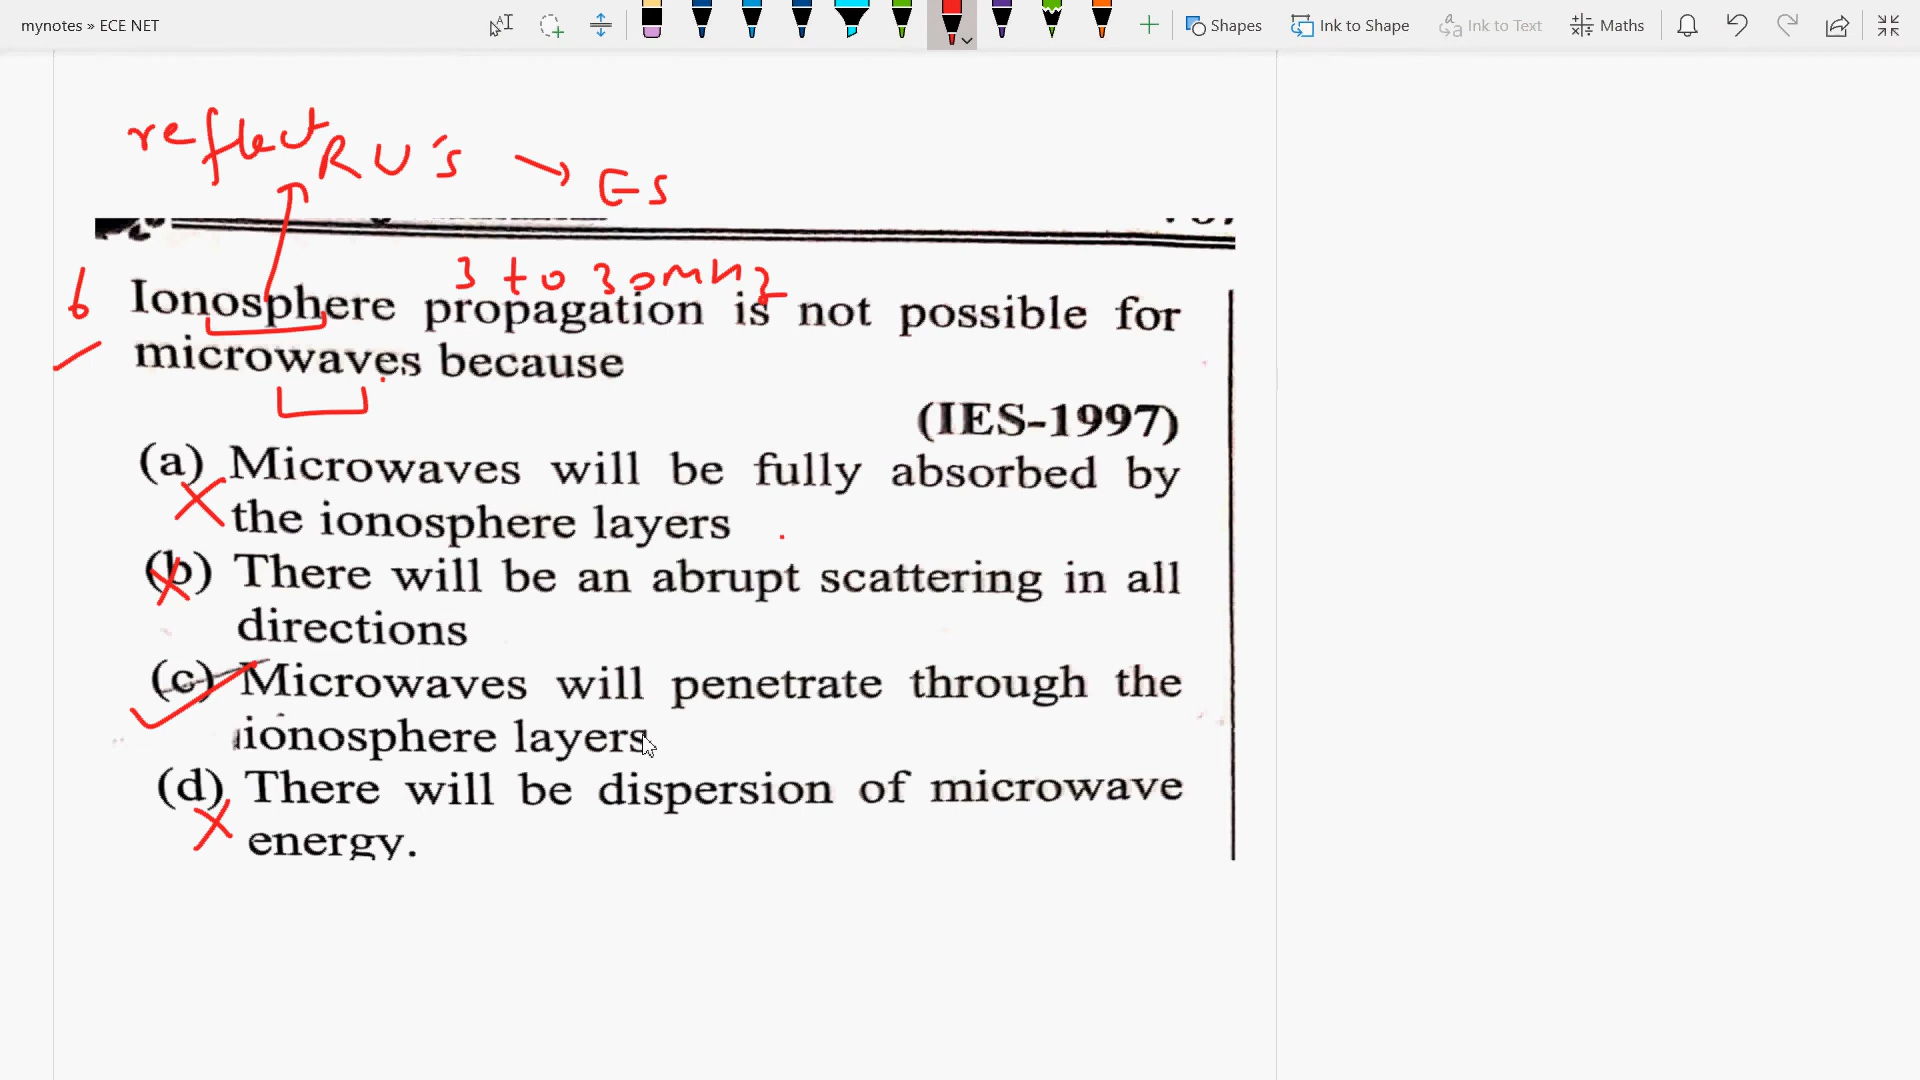 mynotes » ECE NET
Shapes
Ink to Shape
Ink to Text
Maths
reflect RU's → ES
3 to 30MHz
6 Ionosphere propagation is not possible for
microwaves because
(IES-1997)
(a) Microwaves will be fully absorbed by
the ionosphere layers
(b) There will be an abrupt scattering in all
directions
(c) Microwaves will penetrate through the
ionosphere layers
(d) There will be dispersion of microwave
energy.